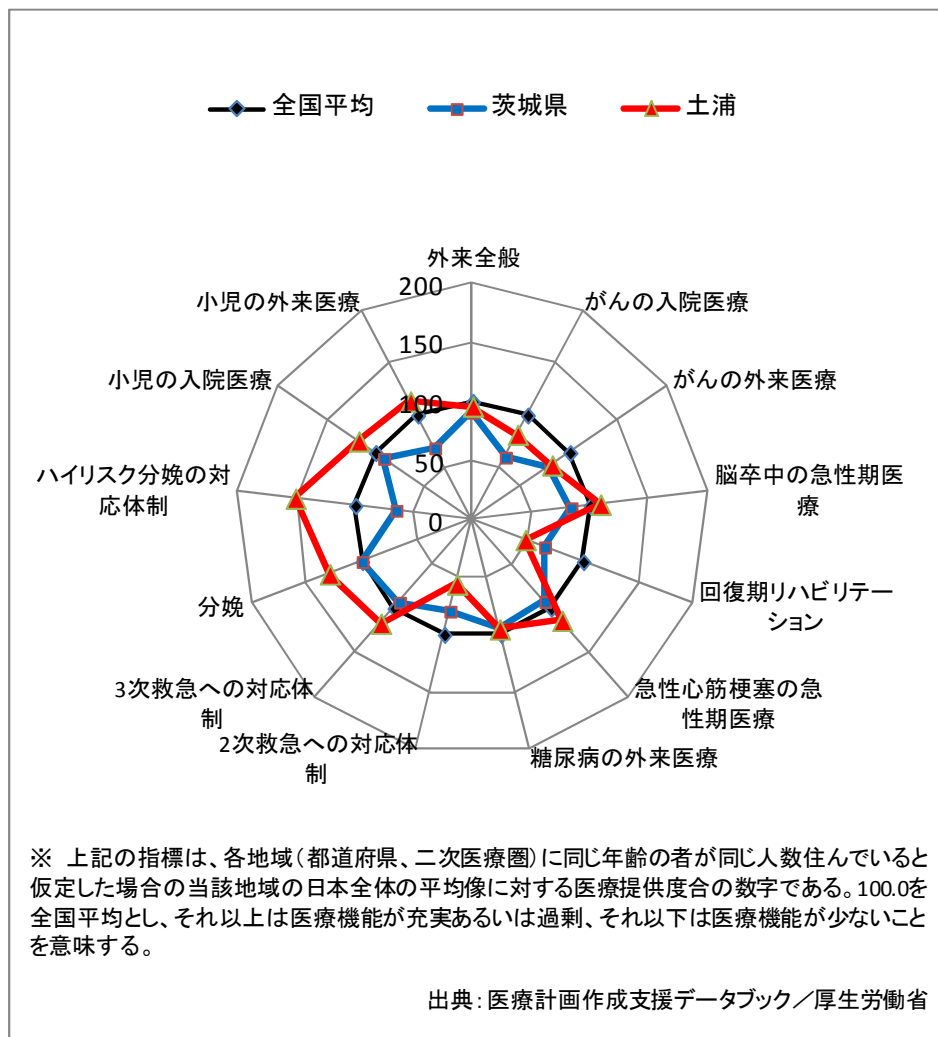 全国平均
茨城県
土浦
外来全般
がんの入院医療
がんの外来医療
脳卒中の急性期医
療
回復期リハビリテー
ション
急性心筋梗塞の急
性期医療
糖尿病の外来医療
2次救急への対応体
制
3次救急への対応体
制
分娩
ハイリスク分娩の対
応体制
小児の入院医療
小児の外来医療
200
150
100
50
0
※ 上記の指標は、各地域(都道府県、二次医療圏)に同じ年齢の者が同じ人数住んでいると
仮定した場合の当該地域の日本全体の平均像に対する医療提供度合の数字である。100.0を
全国平均とし、それ以上は医療機能が充実あるいは過剰、それ以下は医療機能が少ないこと
を意味する。
出典:医療計画作成支援データブック/厚生労働省